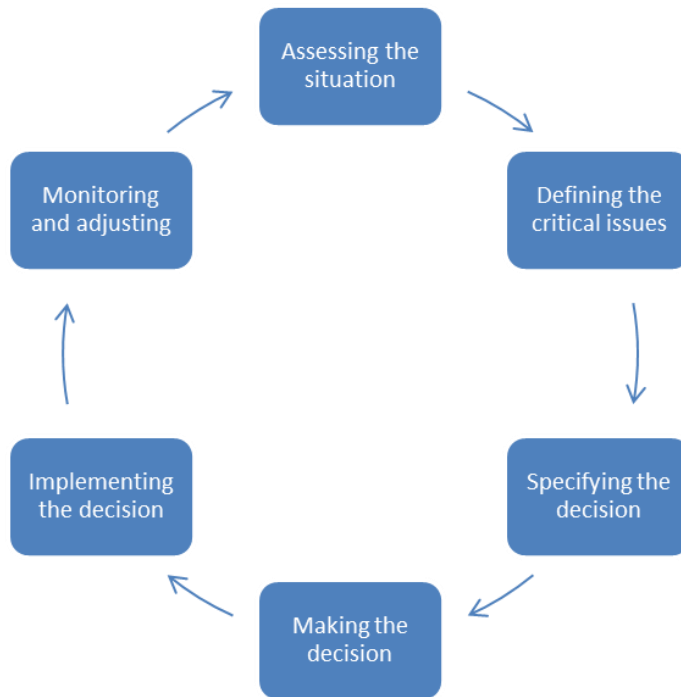 Assessing the
situation
Defining the
critical issues
Specifying the
decision
Making the
decision
Implementing
the decision
Monitoring
and adjusting